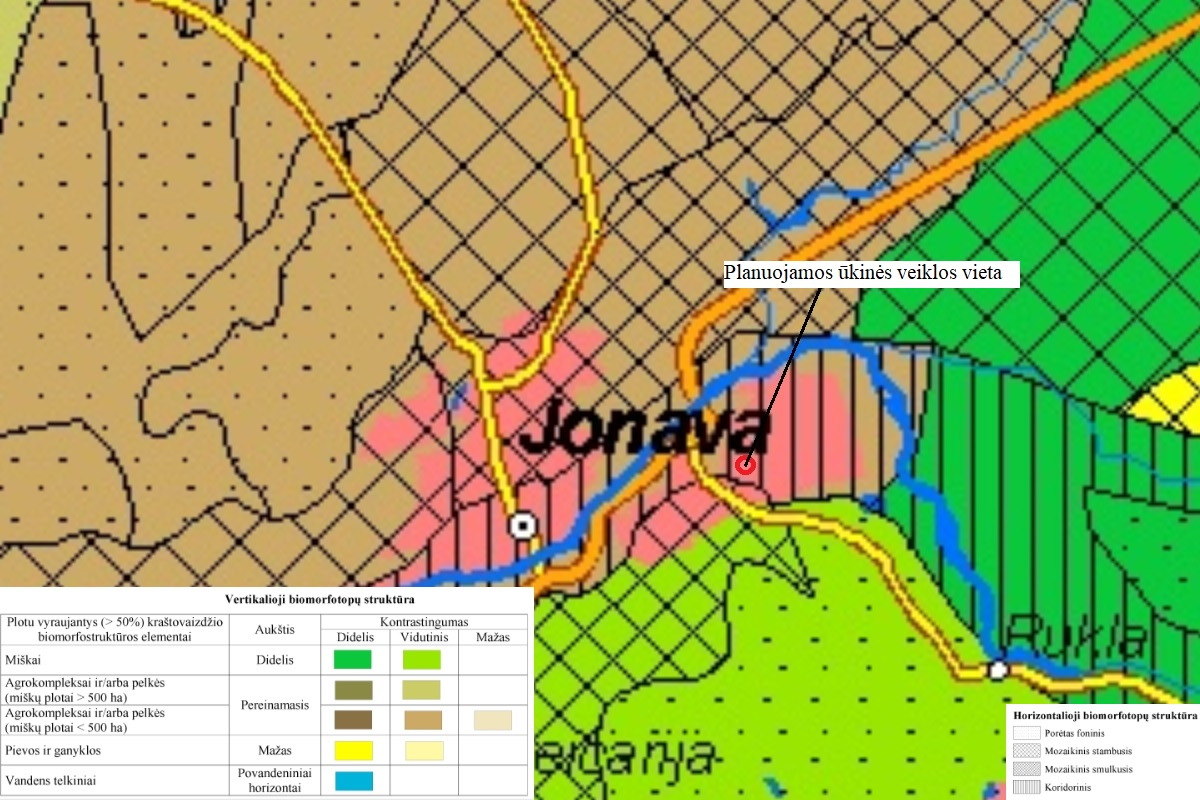 Planuojamos ūkinės veiklos vieta
Jonava
Rukla
Vertikalioji biomorfotopų struktūra
Plotu vyraujantys (> 50%) kraštovaizdžio biomorfostruktūros elementai
Aukštis
Kontrastingumas
Didelis
Vidutinis
Mažas
Miškai
Didelis
Agrokompleksai ir/arba pelkės
(miškų plotai > 500 ha)
Pereinamasis
Agrokompleksai ir/arba pelkės
(miškų plotai < 500 ha)
Pievos ir ganyklos
Mažas
Vandens telkiniai
Povandeniniai
horizontai
Horizontalioji biomorfotopų struktūra
Porėtas foninis
Mozaikinis stambusis
Mozaikinis smulkusis
Koridorinis